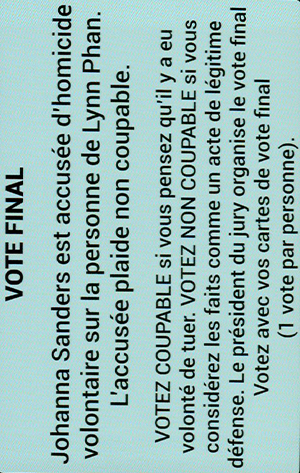 VOTE FINAL
Johanna Sanders est accusée d'homicide
volontaire sur la personne de Lynn Phan.
L'accusée plaide non coupable.
VOTEZ COUPABLE si vous pensez qu'il y a eu
volonté de tuer. VOTEZ NON COUPABLE si vous
considérez les faits comme un acte de légitime
défense. Le président du jury organise le vote final
Votez avec vos cartes de vote final
(1 vote par personne).